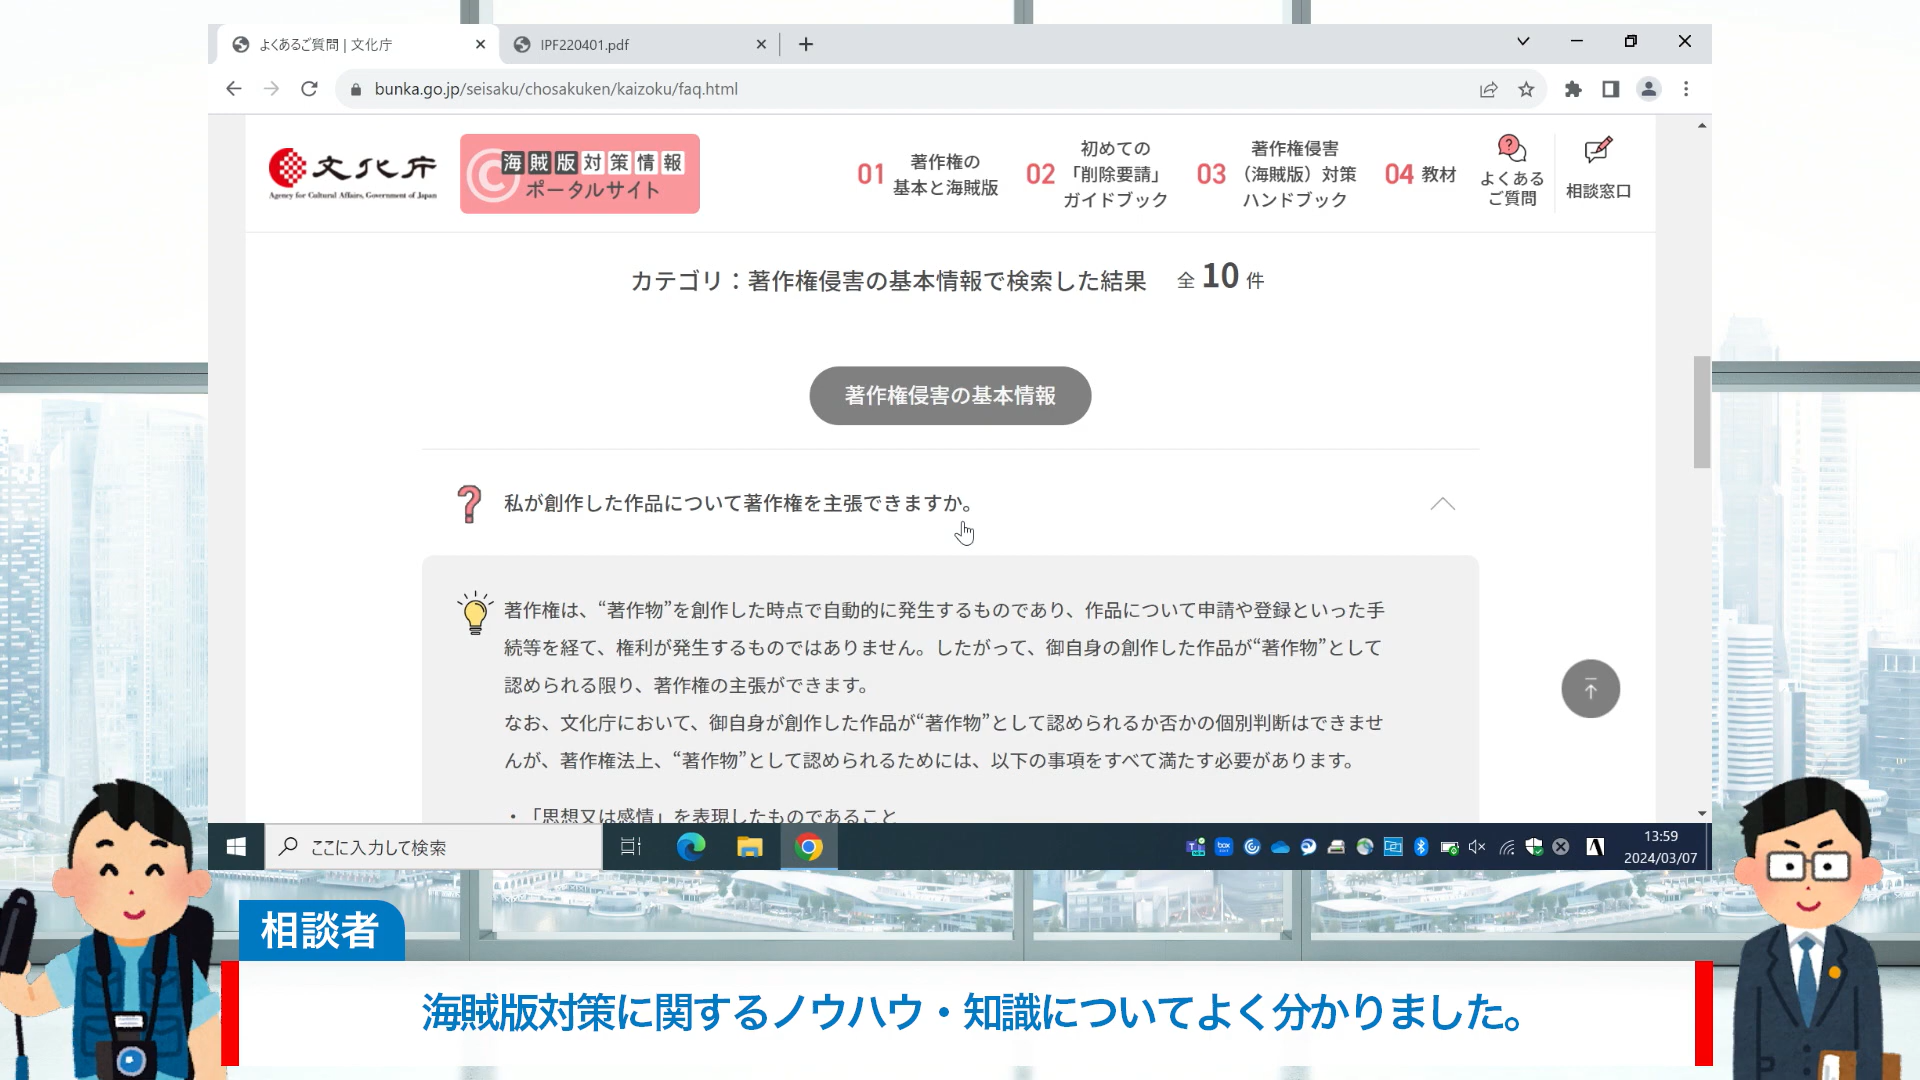 よくあるご質問 | 文化庁
IPF220401.pdf
bunka.go.jp/seisaku/chosakuken/kaizoku/faq.html
文化庁
Agency for Cultural Affairs, Government of Japan
海賊版対策情報
ポータルサイト
01 著作権の
基本と海賊版
02 初めての
「削除要請」
ガイドブック
03 著作権侵害
（海賊版）対策
ハンドブック
04 教材
よくある
ご質問
相談窓口
カテゴリ：著作権侵害の基本情報で検索した結果 全 10 件
著作権侵害の基本情報
私が創作した作品について著作権を主張できますか。
著作権は、“著作物”を創作した時点で自動的に発生するものであり、作品について申請や登録といった手
続等を経て、権利が発生するものではありません。したがって、御自身の創作した作品が“著作物”として
認められる限り、著作権の主張ができます。
なお、文化庁において、御自身が創作した作品が“著作物”として認められるか否かの個別判断はできませ
んが、著作権法上、“著作物”として認められるためには、以下の事項をすべて満たす必要があります。
・「思想又は感情」を表現したものであること
ここに入力して検索
13:59
2024/03/07
相談者
海賊版対策に関するノウハウ・知識についてよく分かりました。